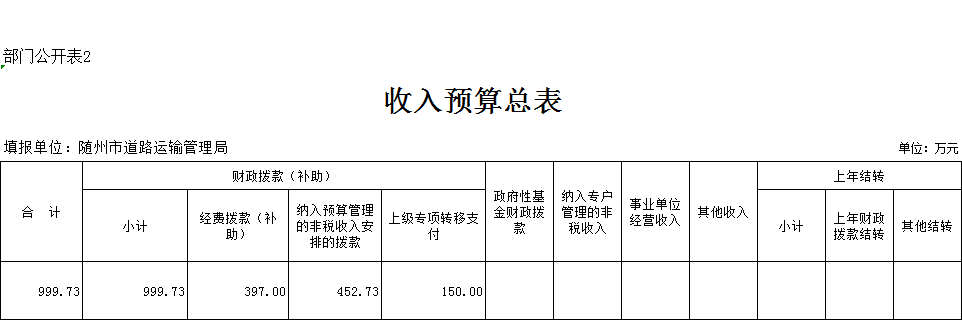 部门公开表2
收入预算总表
填报单位：随州市道路运输管理局 单位：万元
合 计 财政拨款（补助） 政府性基金财政拨款 纳入专户管理的非税收入 事业单位经营收入 其他收入 上年结转
小计 经费拨款（补助） 纳入预算管理的非税收入安排的拨款 上级专项转移支付 小计 上年财政拨款结转 其他结转
999.73 999.73 397.00 452.73 150.00